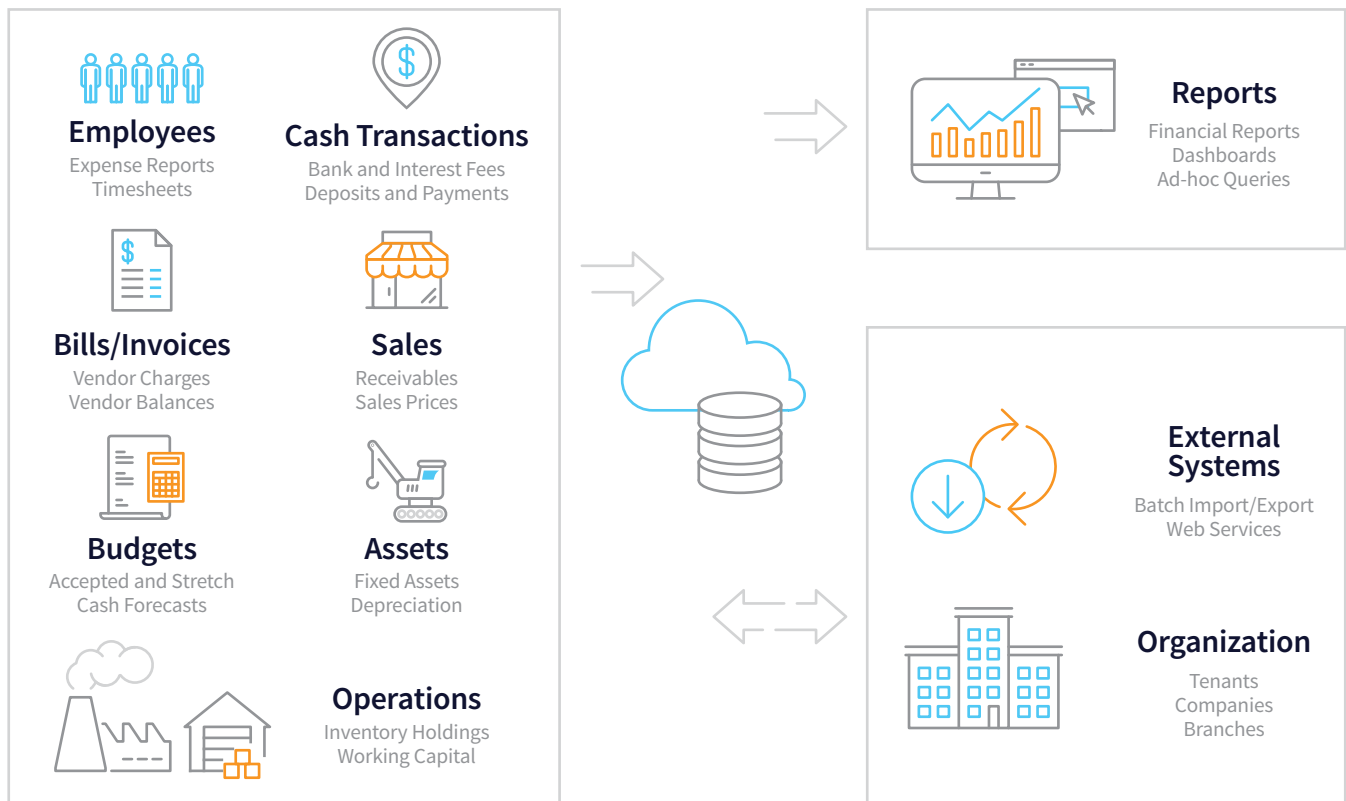 Employees
Expense Reports
Timesheets
$
Cash Transactions
Bank and Interest Fees
Deposits and Payments
$
Bills/Invoices
Vendor Charges
Vendor Balances
Sales
Receivables
Sales Prices
Budgets
Accepted and Stretch
Cash Forecasts
Assets
Fixed Assets
Depreciation
Operations
Inventory Holdings
Working Capital
Reports
Financial Reports
Dashboards
Ad-hoc Queries
External
Systems
Batch Import/Export
Web Services
Organization
Tenants
Companies
Branches